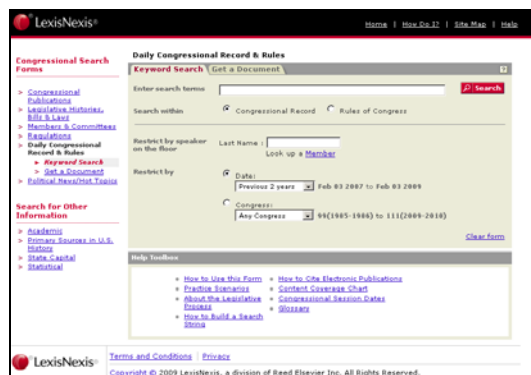 LexisNexis®
Home | How Do I? | Site Map | Help
Congressional Search
Forms
> Congressional
Publications
> Legislative Histories,
Bills & Laws
> Members & Committees
> Regulations
> Daily Congressional
Record & Rules
> Keyword Search
> Get a Document
> Political News/Hot Topics
Search for Other
Information
> Academic
> Primary Sources in U.S.
History
> State Capital
> Statistical
Daily Congressional Record & Rules
Keyword Search Get a Document ?
Enter search terms Search
Search within Congressional Record Rules of Congress
Restrict by speaker
on the floor
Last Name :
Look up a Member
Restrict by Date:
Previous 2 years Feb 03 2007 to Feb 03 2009
Congress:
Any Congress 99(1985-1986) to 111(2009-2010)
Clear form
Help Toolbox
How to Use this Form
Practice Scenarios
About the Legislative
Process
How to Build a Search
String
How to Cite Electronic Publications
Content Coverage Chart
Congressional Session Dates
Glossary
LexisNexis®
Terms and Conditions | Privacy
Copyright © 2009 LexisNexis, a division of Reed Elsevier Inc. All Rights Reserved.